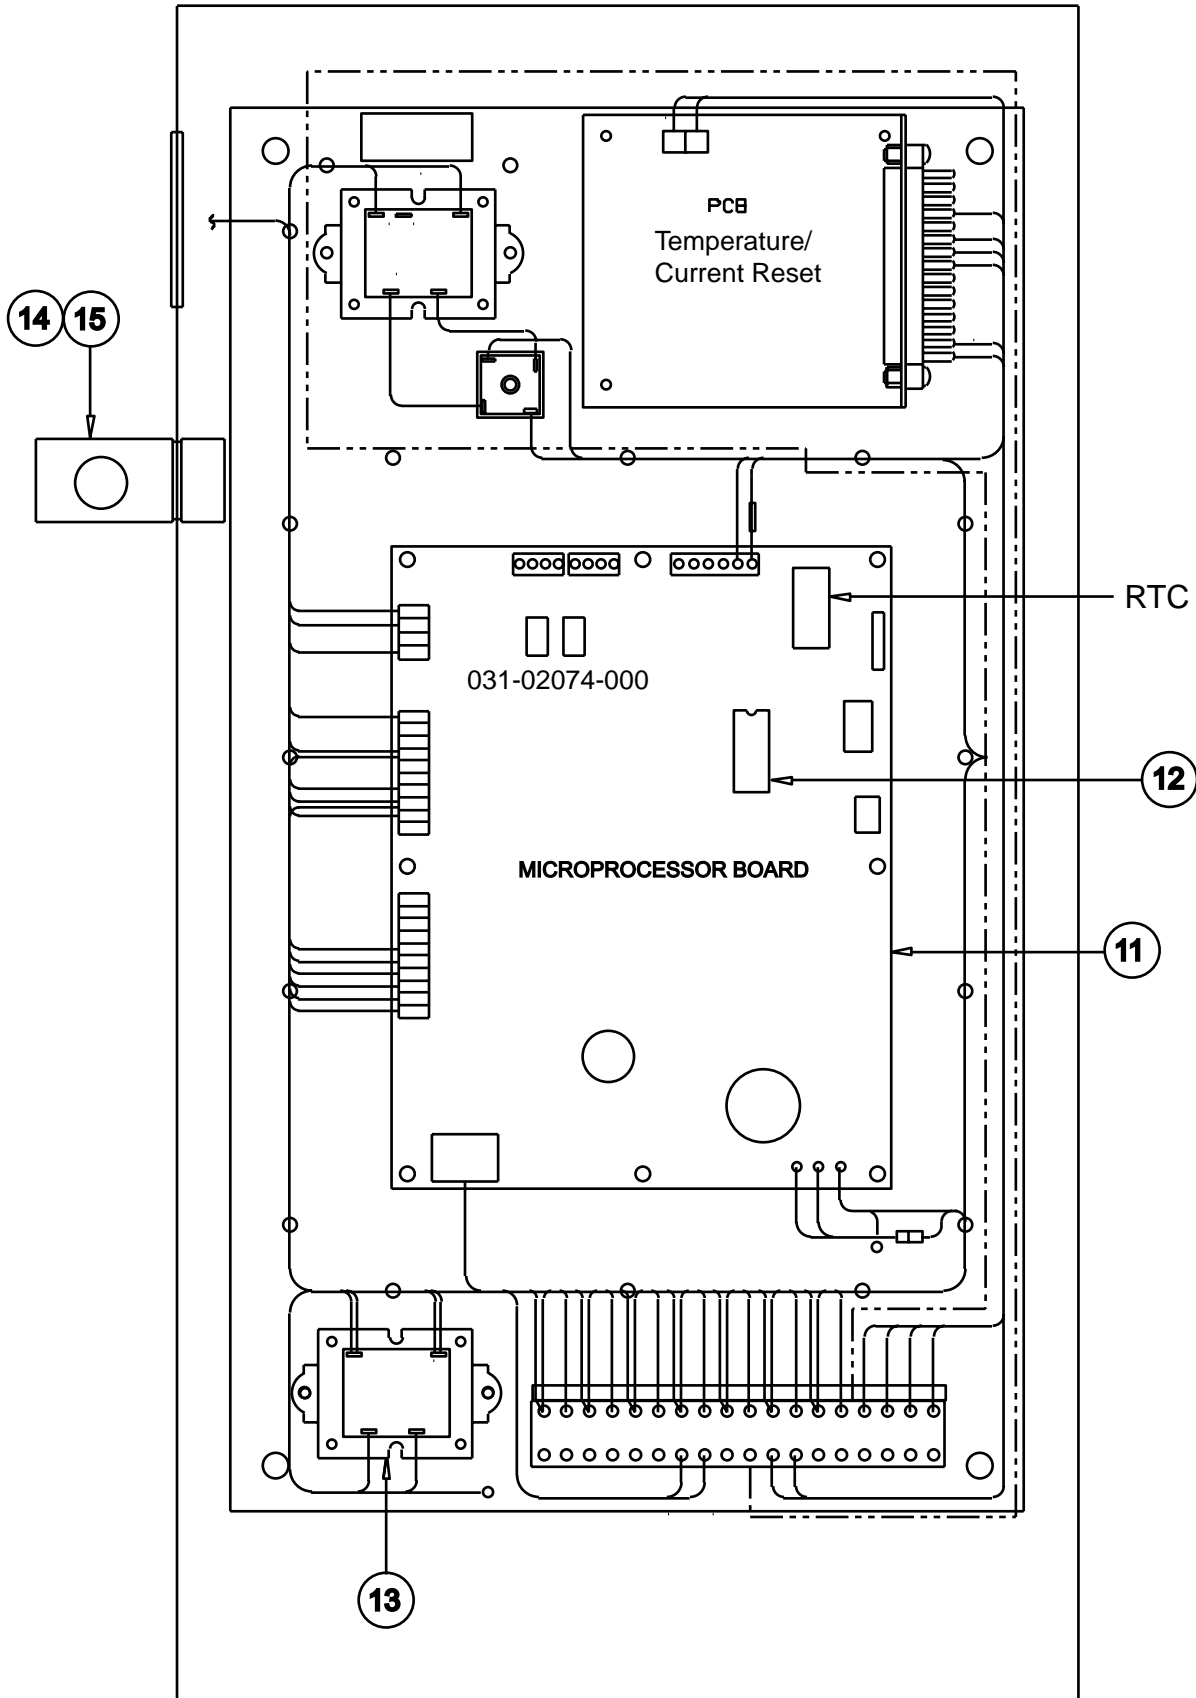 PCB
Temperature/
Current Reset
14 15
RTC
031-02074-000
12
MICROPROCESSOR BOARD
11
13